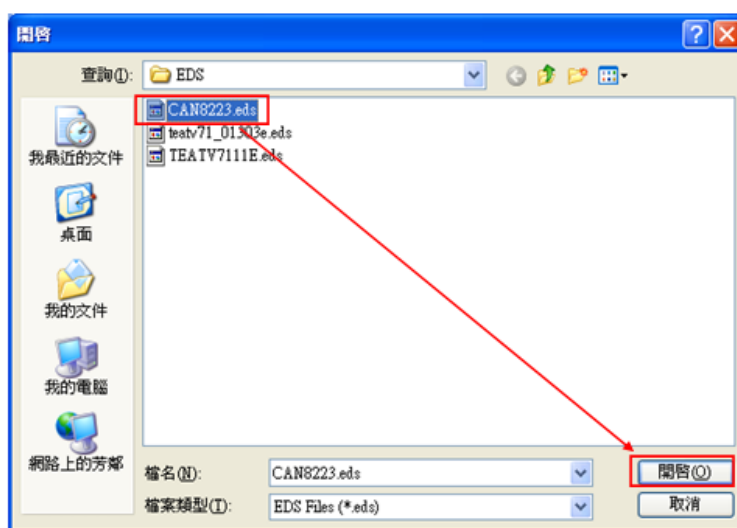 開啓
查詢(I):
EDS
CAN8223.eds
teatv71_01303e.eds
TEATV7111E.eds
我最近的文件
桌面
我的文件
我的電腦
網路上的芳鄰
檔名(N):
CAN8223.eds
開啓(O)
檔案類型(T):
EDS Files (*.eds)
取消